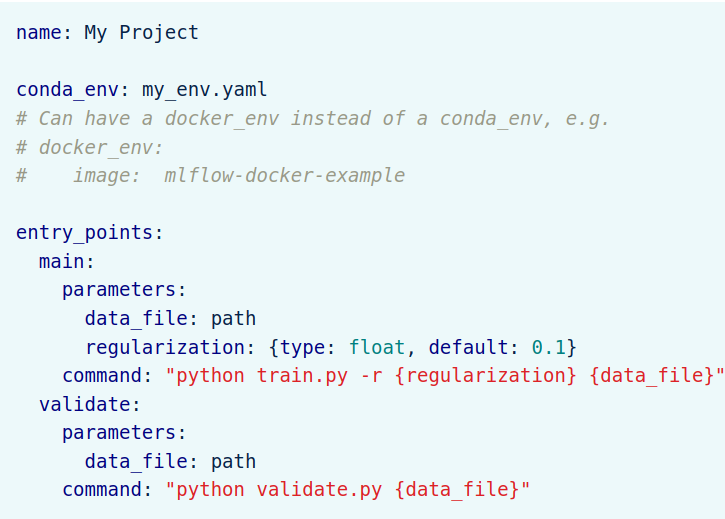 name: My Project

conda_env: my_env.yaml
# Can have a docker_env instead of a conda_env, e.g.
# docker_env:
#    image:  mlflow-docker-example

entry_points:
  main:
    parameters:
      data_file: path
      regularization: {type: float, default: 0.1}
    command: "python train.py -r {regularization} {data_file}"
  validate:
    parameters:
      data_file: path
    command: "python validate.py {data_file}"